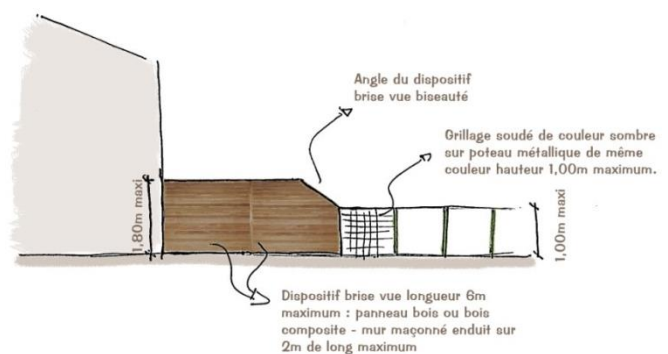 Angle du dispositif
brise vue biseauté
Grillage soudé de couleur sombre
sur poteau métallique de même
couleur hauteur 1,00m maximum.
1,80m maxi
1,00m maxi
Dispositif brise vue longueur 6m
maximum : panneau bois ou bois
composite - mur maçonné enduit sur
2m de long maximum